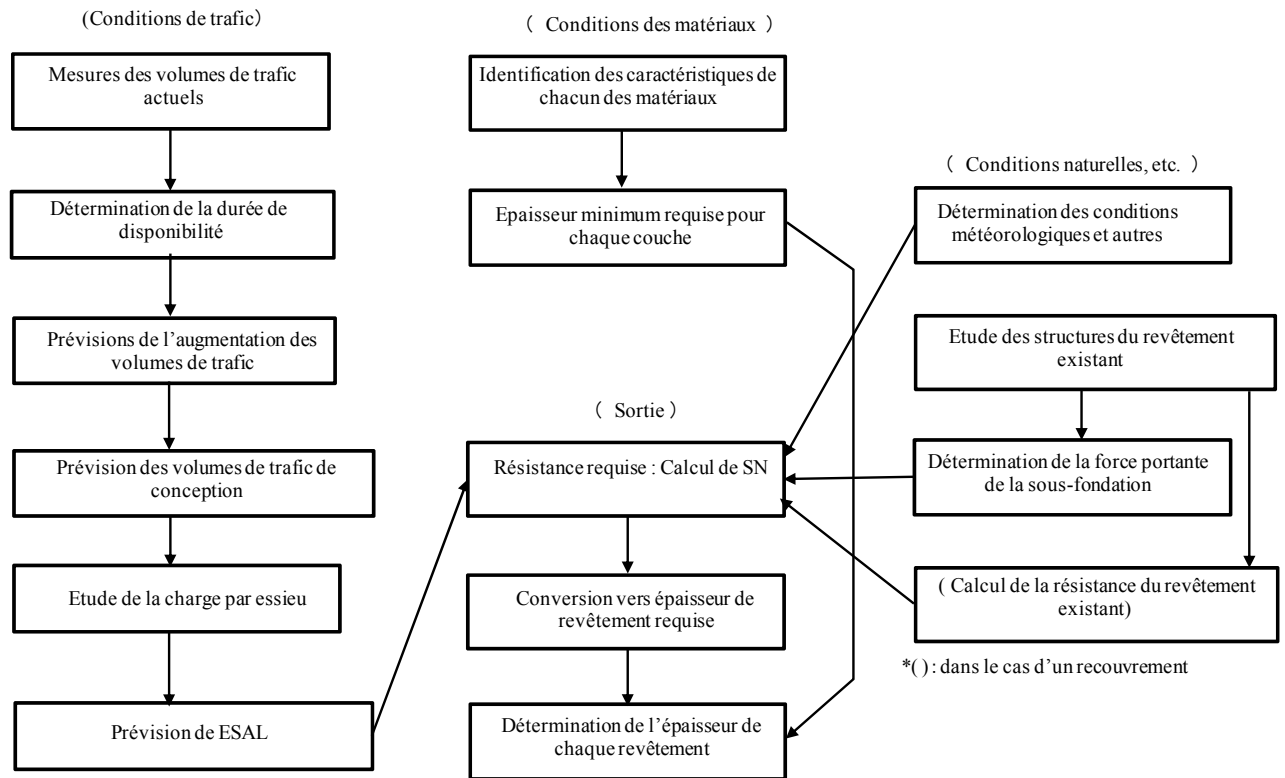 (Conditions de trafic)
Mesures des volumes de trafic
actuels
Détermination de la durée de
disponibilité
Prévisions de l'augmentation des
volumes de trafic
Prévision des volumes de trafic de
conception
Etude de la charge par essieu
Prévision de ESAL
( Conditions des matériaux )
Identification des caractéristiques de
chacun des matériaux
Epaisseur minimum requise pour
chaque couche
( Sortie )
Résistance requise : Calcul de SN
Conversion vers épaisseur de
revêtement requise
Détermination de l'épaisseur de
chaque revêtement
( Conditions naturelles, etc. )
Détermination des conditions
météorologiques et autres
Etude des structures du revêtement
existant
Détermination de la force portante
de la sous-fondation
( Calcul de la résistance du revêtement
existant)
*( ) : dans le cas d'un recouvrement